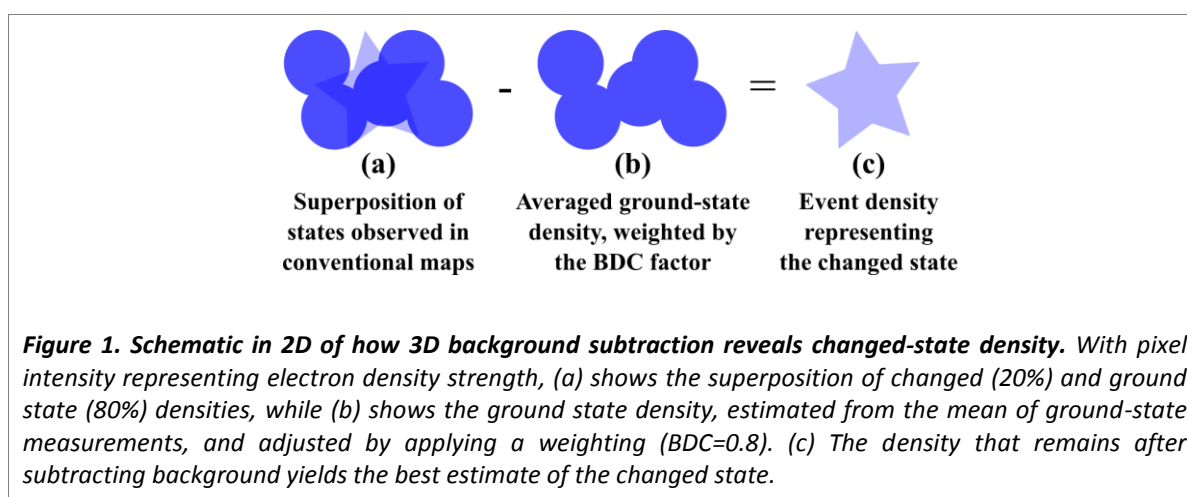 -
=
(a)
(b)
(c)
Superposition of
states observed in
conventional maps
Averaged ground-state
density, weighted by
the BDC factor
Event density
representing
the changed state
Figure 1. Schematic in 2D of how 3D background subtraction reveals changed-state density. With pixel
intensity representing electron density strength, (a) shows the superposition of changed (20%) and ground
state (80%) densities, while (b) shows the ground state density, estimated from the mean of ground-state
measurements, and adjusted by applying a weighting (BDC=0.8). (c) The density that remains after
subtracting background yields the best estimate of the changed state.